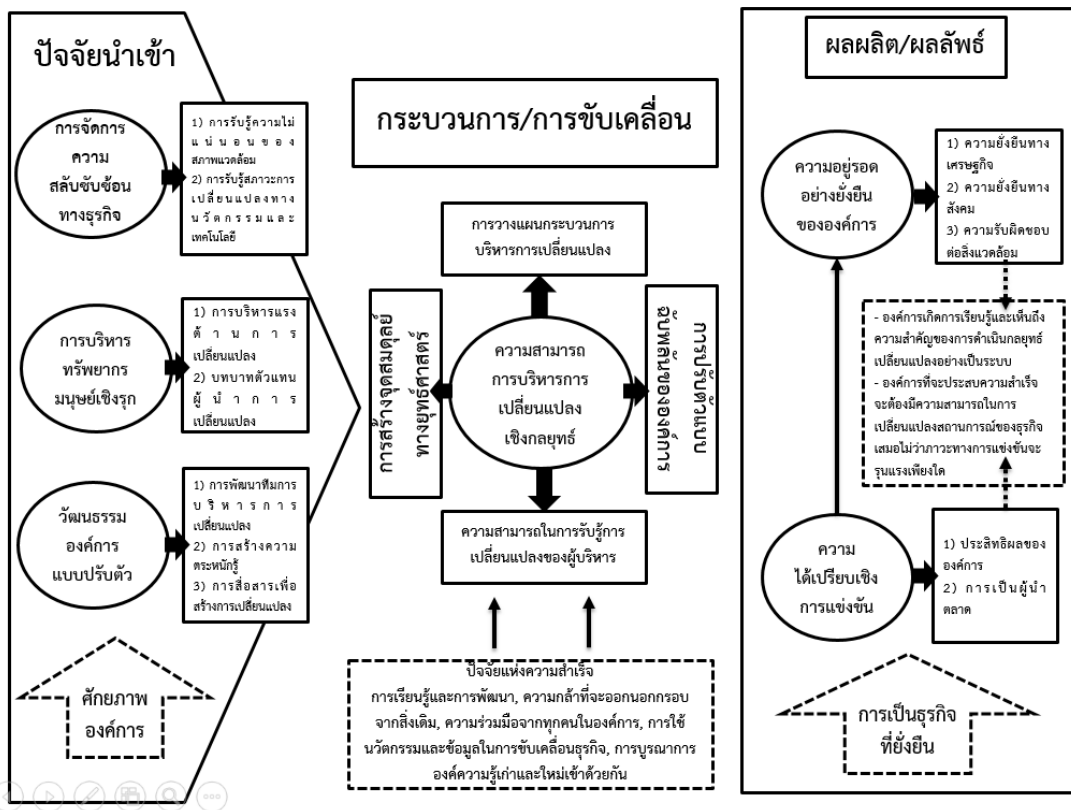 ปัจจัยนำเข้า
การจัดการ
ความ
สลับซับซ้อน
ทางธุรกิจ
1) การรับรู้ความไม่
แน่นอนของ
สภาพแวดล้อม
2) การรับรู้สภาวะการ
เปลี่ยนแปลงทาง
นวัตกรรมและ
เทคโนโลยี
การบริหาร
ทรัพยากร
มนุษย์เชิงรุก
1) การบริหารแรง
ต้านการ
เปลี่ยนแปลง
2) บทบาทตัวแทน
ผู้นำการ
เปลี่ยนแปลง
วัฒนธรรม
องค์การ
แบบปรับตัว
1) การพัฒนาทีมการ
บริหารการ
เปลี่ยนแปลง
2) การสร้างความ
ตระหนักรู้
3) การสื่อสารเพื่อ
สร้างการเปลี่ยนแปลง
ศักยภาพ
องค์การ
กระบวนการ/การขับเคลื่อน
การวางแผนกระบวนการ
บริหารการเปลี่ยนแปลง
การสร้างจุดสมดุลย์
ทางยุทธ์ศาสตร์
ความสามารถ
การบริหารการ
เปลี่ยนแปลง
เชิงกลยุทธ์
การปรับตัวแบบ
ฉับพลันขององค์การ
ความสามารถในการรับรู้การ
เปลี่ยนแปลงของผู้บริหาร
ปัจจัยแห่งความสำเร็จ
การเรียนรู้และการพัฒนา, ความกล้าที่จะออกนอกกรอบ
จากสิ่งเดิม, ความร่วมมือจากทุกคนในองค์การ, การใช้
นวัตกรรมและข้อมูลในการขับเคลื่อนธุรกิจ, การบูรณาการ
องค์ความรู้เก่าและใหม่เข้าด้วยกัน
ผลผลิต/ผลลัพธ์
ความอยู่รอด
อย่างยั่งยืน
ขององค์การ
1) ความยั่งยืนทาง
เศรษฐกิจ
2) ความยั่งยืนทาง
สังคม
3) ความรับผิดชอบ
ต่อสิ่งแวดล้อม
- องค์การเกิดการเรียนรู้และเห็นถึง
ความสำคัญของการดำเนินกลยุทธ์
เปลี่ยนแปลงอย่างเป็นระบบ
- องค์การที่จะประสบความสำเร็จ
จะต้องมีความสามารถในการ
เปลี่ยนแปลงสถานการณ์ของธุรกิจ
เสมอไม่ว่าภาวะทางการแข่งขันจะ
รุนแรงเพียงใด
ความ
ได้เปรียบเชิง
การแข่งขัน
1) ประสิทธิผลของ
องค์การ
2) การเป็นผู้นำ
ตลาด
การเป็นธุรกิจ
ที่ยั่งยืน